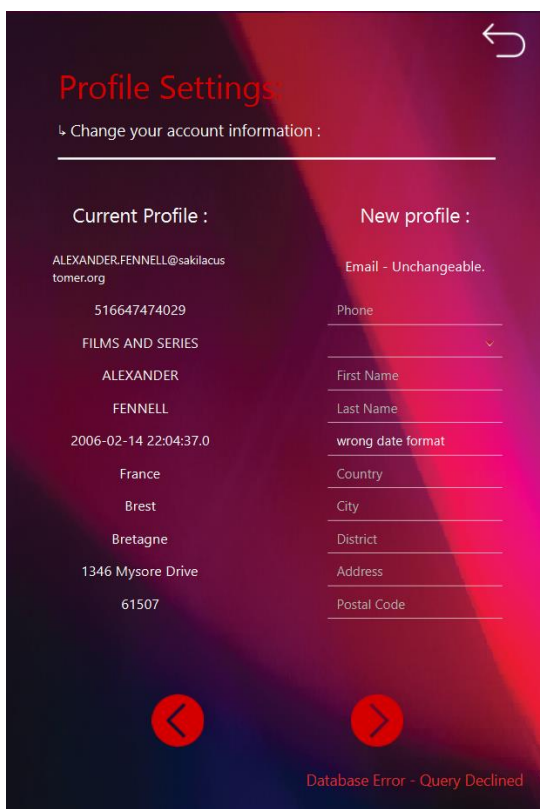 Profile Settings:
↳ Change your account information :
Current Profile :
New profile :
ALEXANDER.FENNELL@sakilacus
tomer.org
Email - Unchangeable.
516647474029
Phone
FILMS AND SERIES
ALEXANDER
First Name
FENNELL
Last Name
2006-02-14 22:04:37.0
wrong date format
France
Country
Brest
City
Bretagne
District
1346 Mysore Drive
Address
61507
Postal Code
Database Error - Query Declined